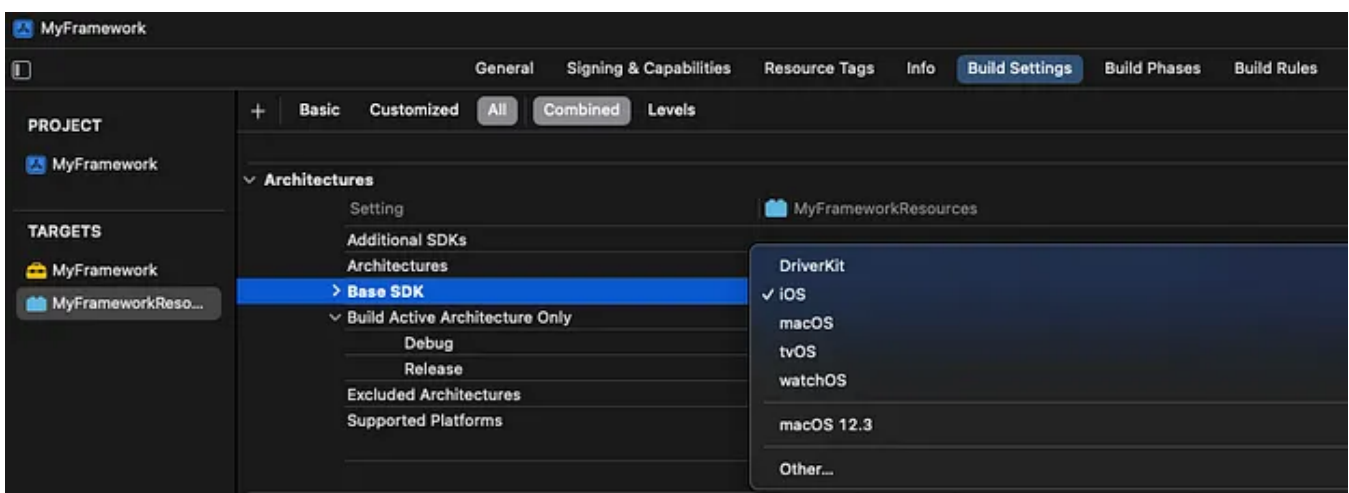 MyFramework
General Signing & Capabilities Resource Tags Info Build Settings Build Phases Build Rules
PROJECT
MyFramework
TARGETS
MyFramework
MyFrameworkReso...
+ Basic Customized All Combined Levels
Architectures
Setting MyFrameworkResources
Additional SDKs
Architectures
Base SDK
Build Active Architecture Only
Debug
Release
Excluded Architectures
Supported Platforms
DriverKit
✓ iOS
macOS
tvOS
watchOS
macOS 12.3
Other...